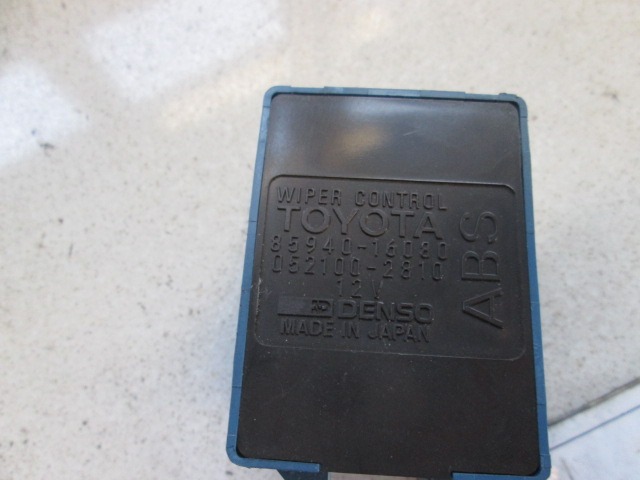 WIPER CONTROL
TOYOTA
85940-16080
052100-2810
12V
DENSO
MADE IN JAPAN
ABS